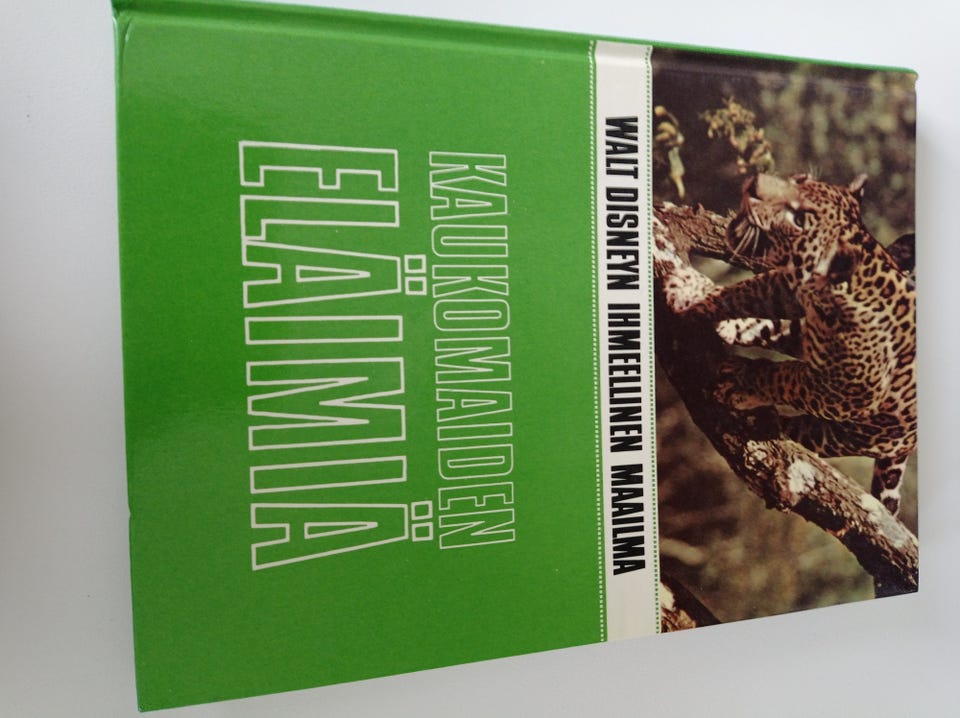 WALT DISNEYN IHMEELLINEN MAAILMA
KAUKOMAIDEN
ELÄIMIÄ